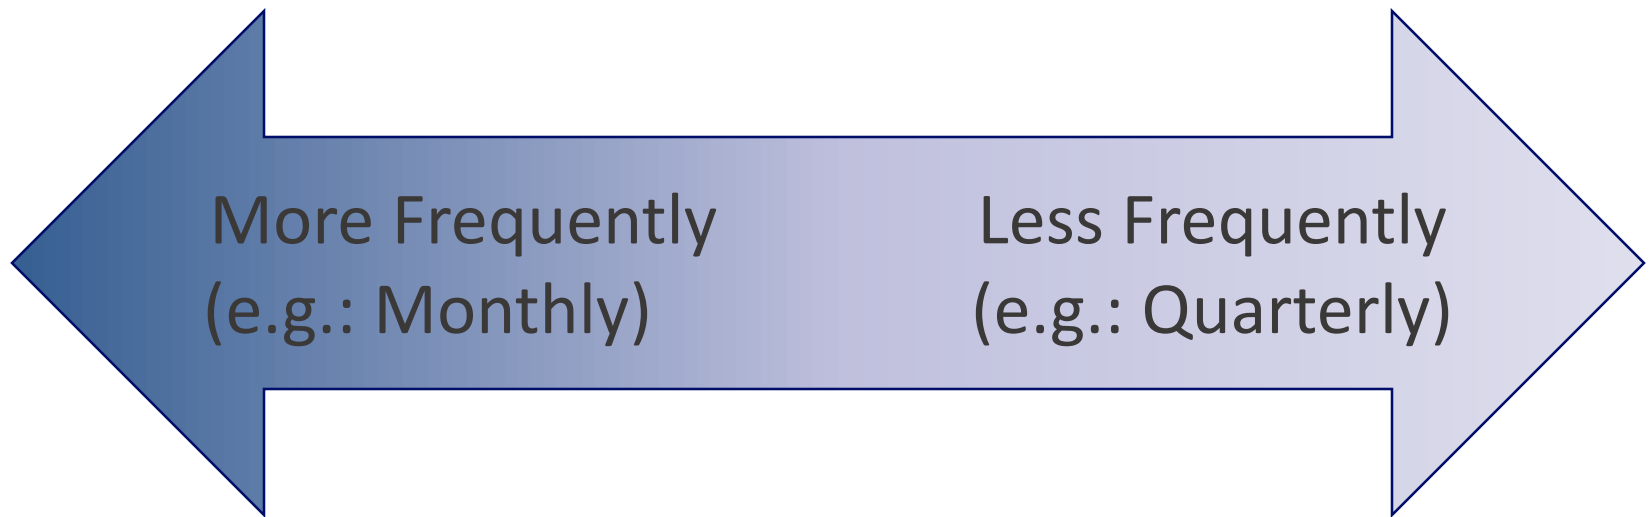 More Frequently
(e.g.: Monthly)
Less Frequently
(e.g.: Quarterly)